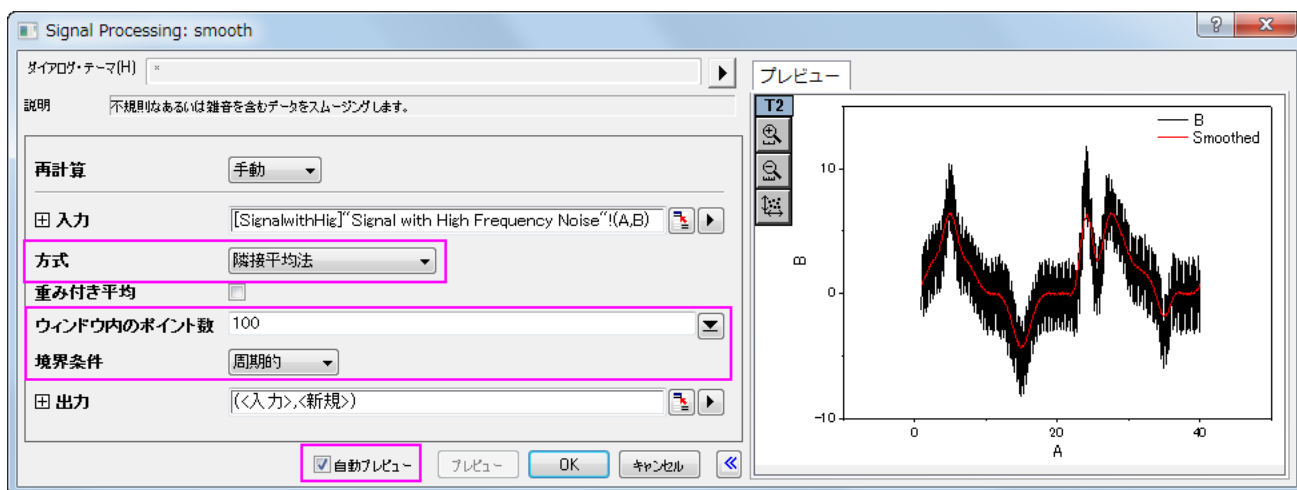 Signal Processing: smooth
ダイアログ・テーマ(H) *
説明 不規則なあるいは雑音を含むデータをスムージングします。
再計算 手動
入力 [SignalwithHig]"Signal with High Frequency Noise"!(A,B)
方式 隣接平均法
重み付き平均
ウィンドウ内のポイント数 100
境界条件 周期的
出力 (<入力>,<新規>)
自動プレビュー プレビュー OK キャンセル
プレビュー
T2
B
Smoothed
10
0
-10
B
0 20 40
A